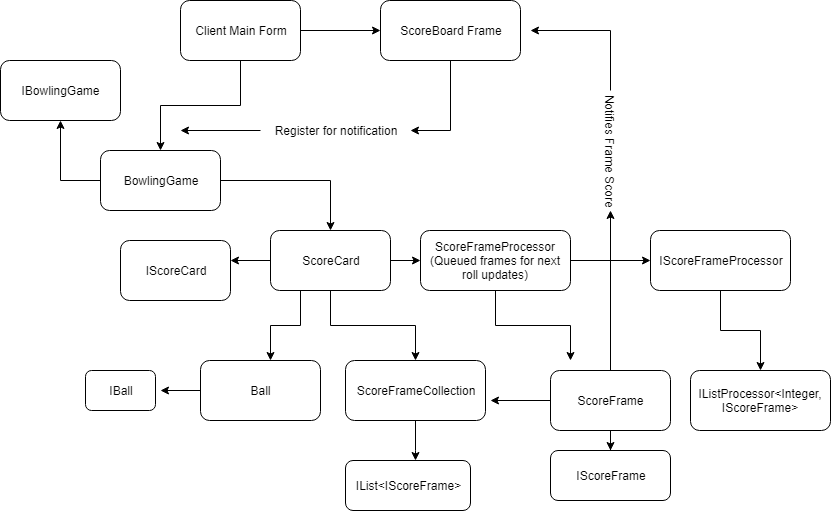 Client Main Form
ScoreBoard Frame
IBowlingGame
Notifies Frame Score
Register for notification
BowlingGame
ScoreFrameProcessor
(Queued frames for next
roll updates)
ScoreCard
IScoreCard
IScoreFrameProcessor
IBall
Ball
ScoreFrameCollection
ScoreFrame
IListProcessor<Integer,
IScoreFrame>
IList<IScoreFrame>
IScoreFrame